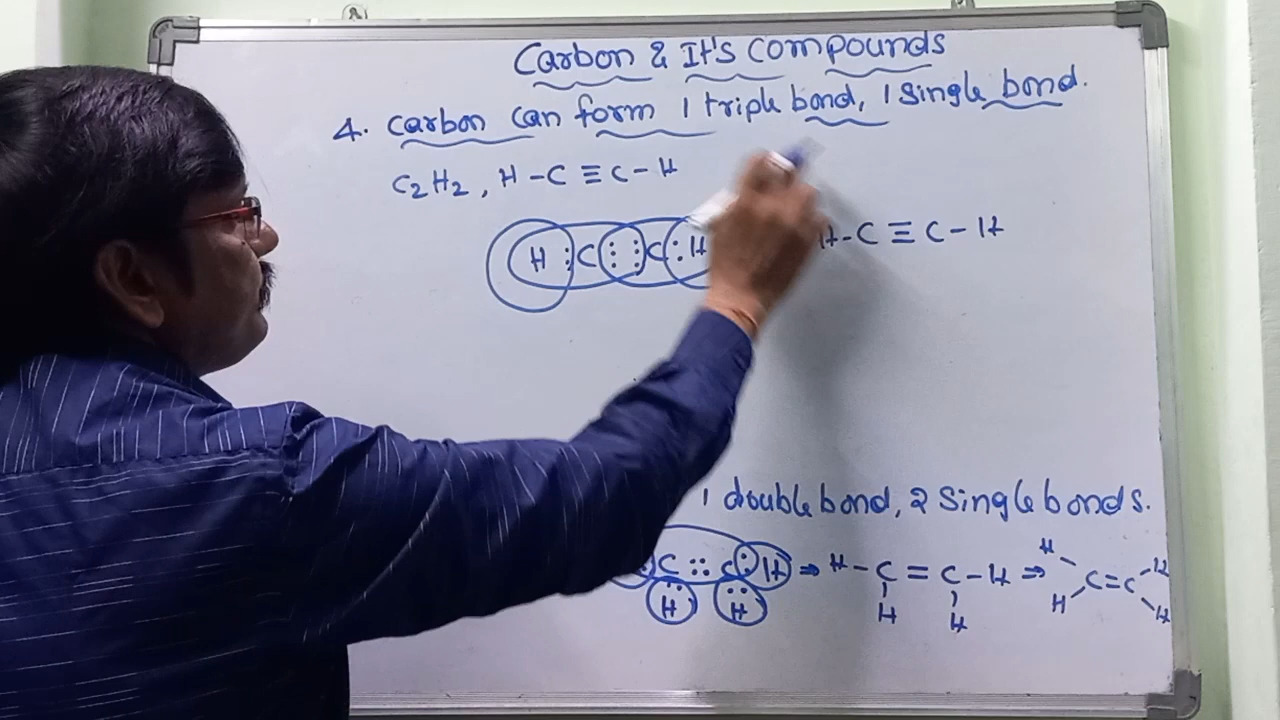 Carbon & It's Compounds
4. Carbon can form 1 triple bond, 1 Single bond.
C2H2, H-C≡C-H
H:C⋮⋮C:H H-C≡C-H
1 double bond, 2 Single bonds.
C::C:H ⇒ H-C=C-H ⇒ H C=C H
H H H H H H